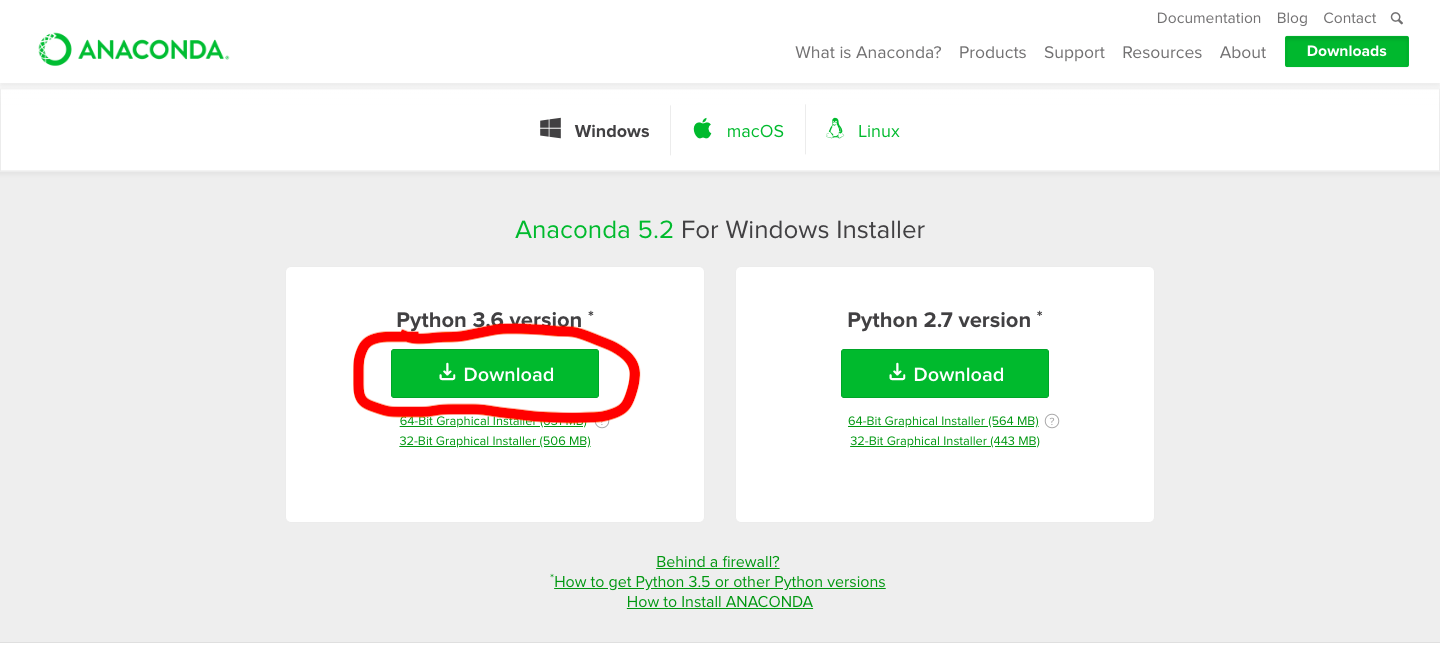 Documentation Blog Contact
ANACONDA.
What is Anaconda? Products Support Resources About Downloads
Windows macOS Linux
Anaconda 5.2 For Windows Installer
Python 3.6 version *
Download
64-Bit Graphical Installer
32-Bit Graphical Installer (506 MB)
Python 2.7 version *
Download
64-Bit Graphical Installer (564 MB) ?
32-Bit Graphical Installer (443 MB)
Behind a firewall?
*How to get Python 3.5 or other Python versions
How to Install ANACONDA